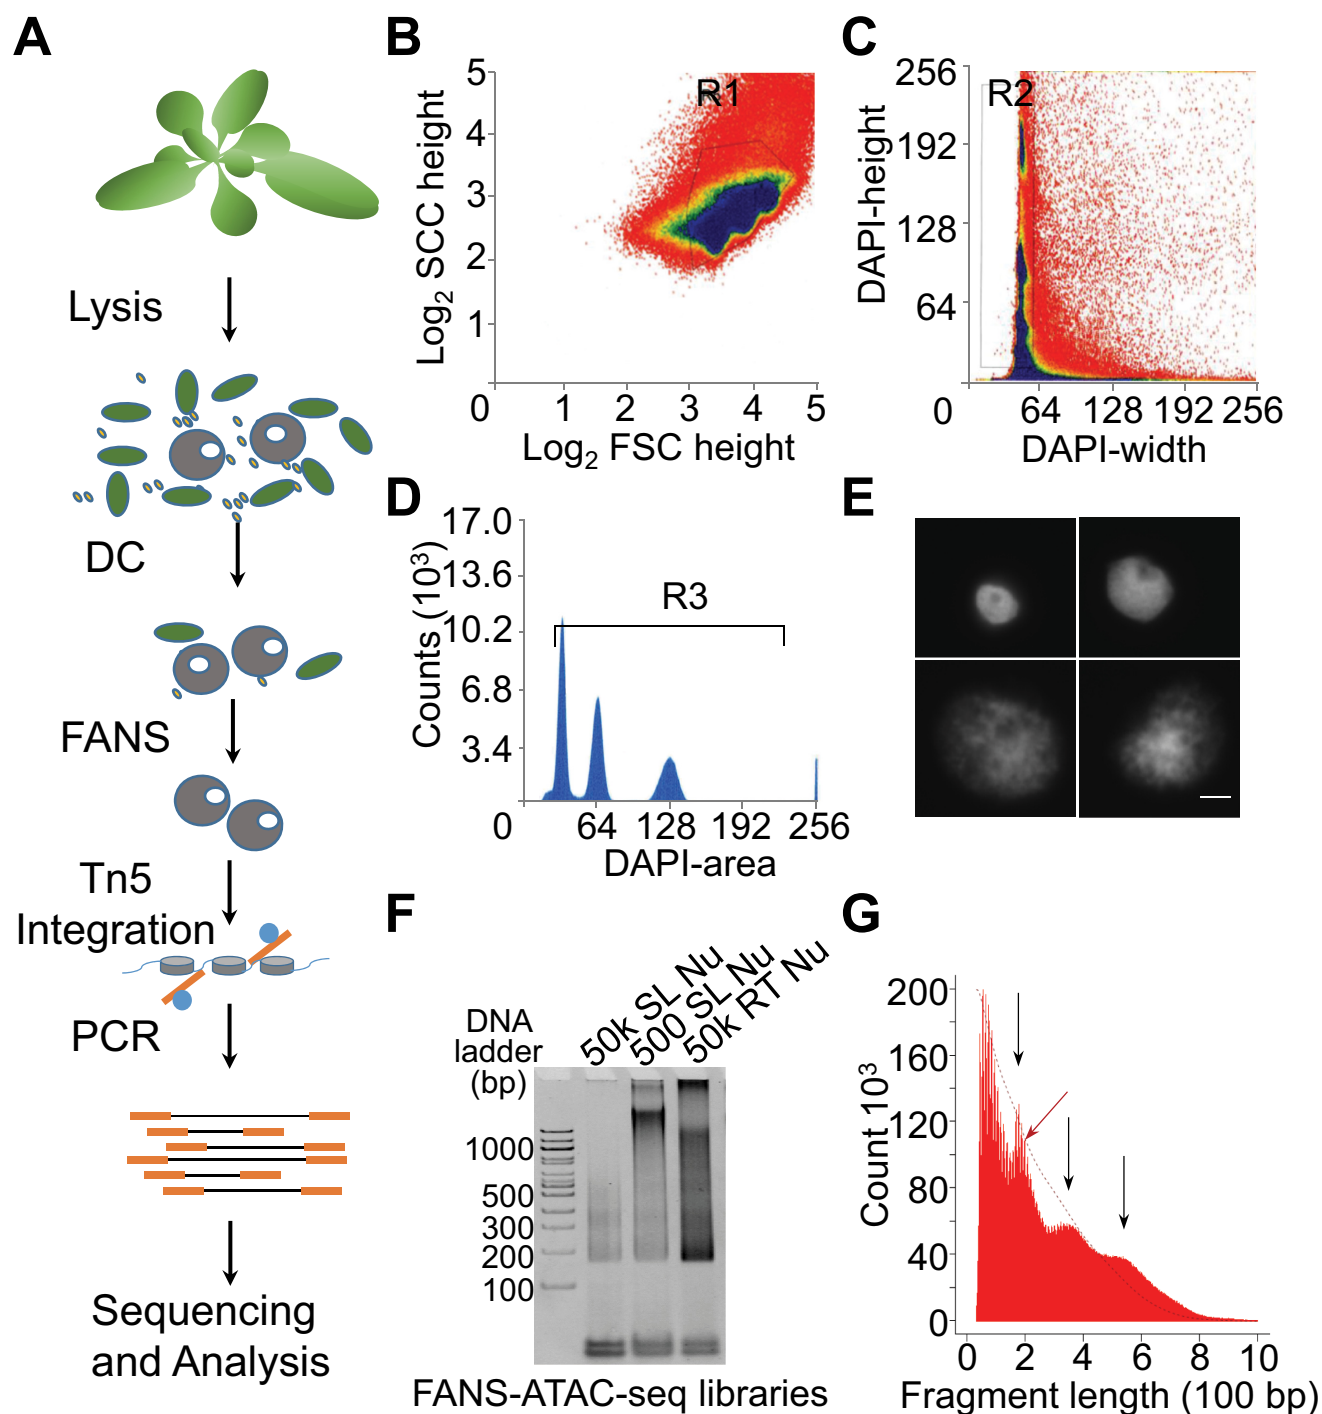 A
Lysis
DC
FANS
Tn5
Integration
PCR
Sequencing
and Analysis
B
R1
Log2 SCC height
5
4
3
2
1
0
1 2 3 4 5
Log2 FSC height
C
R2
DAPI-height
256
192
128
64
0
64 128 192 256
DAPI-width
D
Counts (10³)
17.0
13.6
10.2
6.8
3.4
R3
0
64 128 192 256
DAPI-area
E
F
DNA
ladder
(bp)
50k SL Nu
500 SL Nu
50k RT Nu
1000
500
300
200
100
FANS-ATAC-seq libraries
G
Count 10³
200
160
120
80
40
0
0 2 4 6 8 10
Fragment length (100 bp)